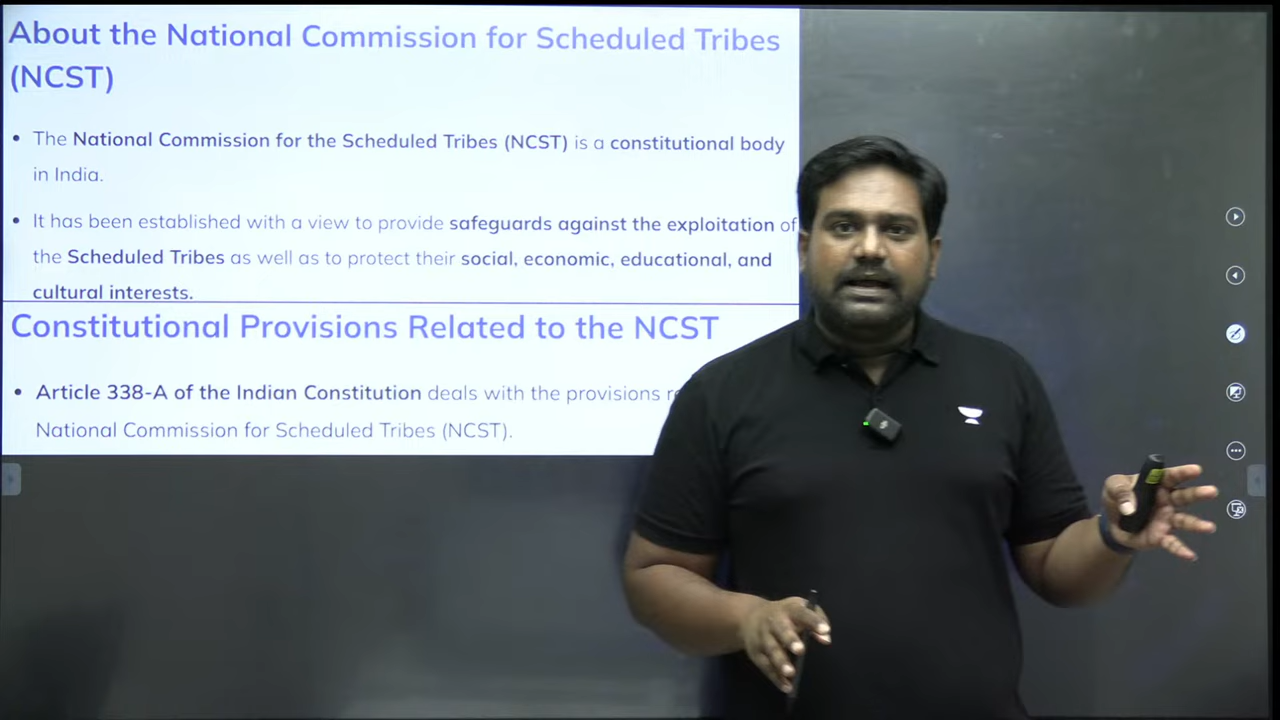 About the National Commission for Scheduled Tribes
(NCST)
• The National Commission for the Scheduled Tribes (NCST) is a constitutional body
in India.
• It has been established with a view to provide safeguards against the exploitation of
the Scheduled Tribes as well as to protect their social, economic, educational, and
cultural interests.
Constitutional Provisions Related to the NCST
• Article 338-A of the Indian Constitution deals with the provisions
National Commission for Scheduled Tribes (NCST).